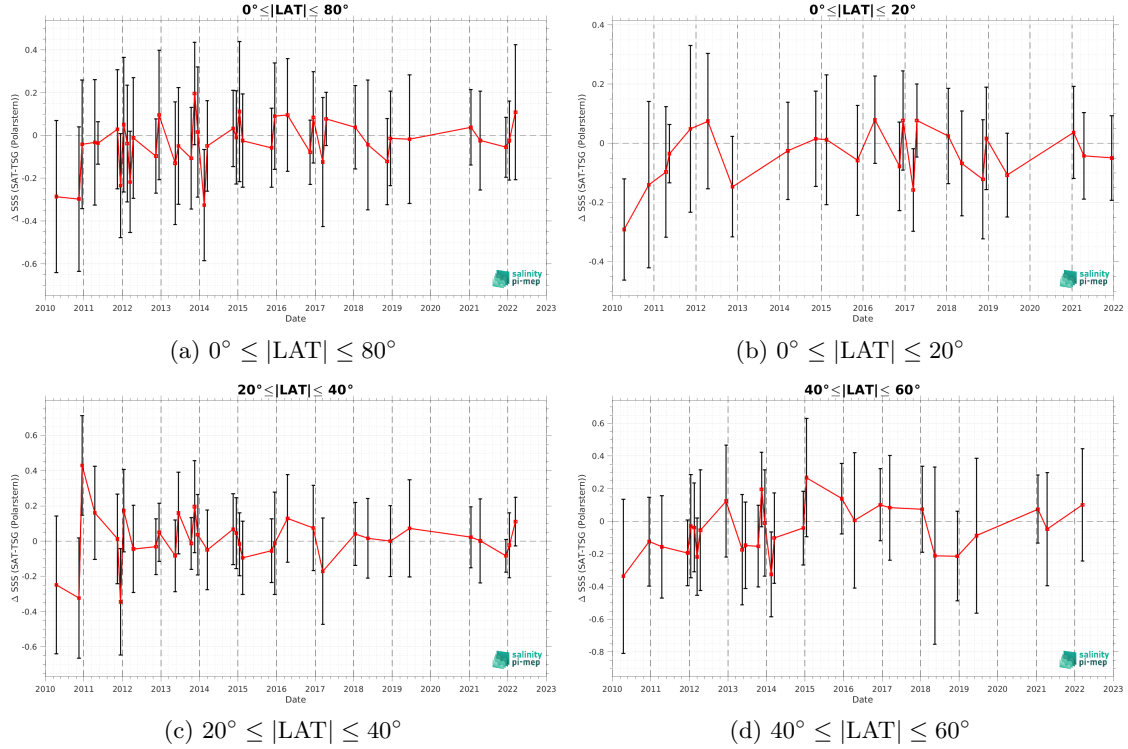 0°≤|LAT|≤ 80°
Δ SSS (SAT-TSG (Polarstern))
0.4
0.2
0
-0.2
-0.4
-0.6
2010 2011 2012 2013 2014 2015 2016 2017 2018 2019 2020 2021 2022 2023
Date
salinity
pi-mep
(a) 0° ≤ |LAT| ≤ 80°
0°≤|LAT|≤ 20°
Δ SSS (SAT-TSG (Polarstern))
0.4
0.2
0
-0.2
-0.4
2010 2011 2012 2013 2014 2015 2016 2017 2018 2019 2020 2021 2022
Date
salinity
pi-mep
(b) 0° ≤ |LAT| ≤ 20°
20°≤|LAT|≤ 40°
Δ SSS (SAT-TSG (Polarstern))
0.6
0.4
0.2
0
-0.2
-0.4
-0.6
2010 2011 2012 2013 2014 2015 2016 2017 2018 2019 2020 2021 2022 2023
Date
salinity
pi-mep
(c) 20° ≤ |LAT| ≤ 40°
40°≤|LAT|≤ 60°
Δ SSS (SAT-TSG (Polarstern))
0.6
0.4
0.2
0
-0.2
-0.4
-0.6
-0.8
2010 2011 2012 2013 2014 2015 2016 2017 2018 2019 2020 2021 2022 2023
Date
salinity
pi-mep
(d) 40° ≤ |LAT| ≤ 60°